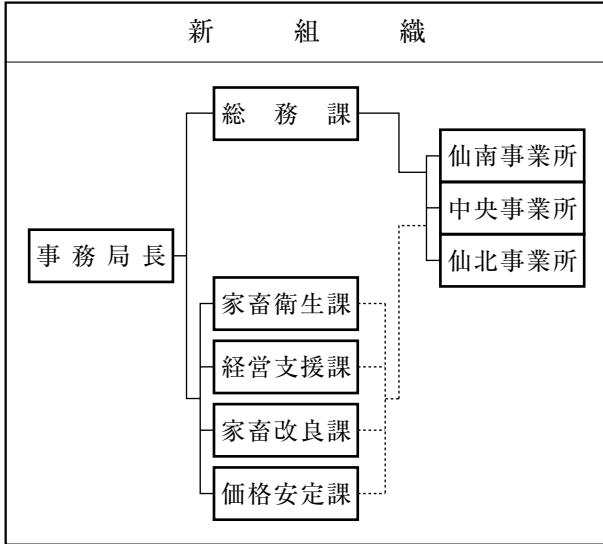 新組織
総務課
仙南事業所
中央事業所
仙北事業所
事務局長
家畜衛生課
経営支援課
家畜改良課
価格安定課